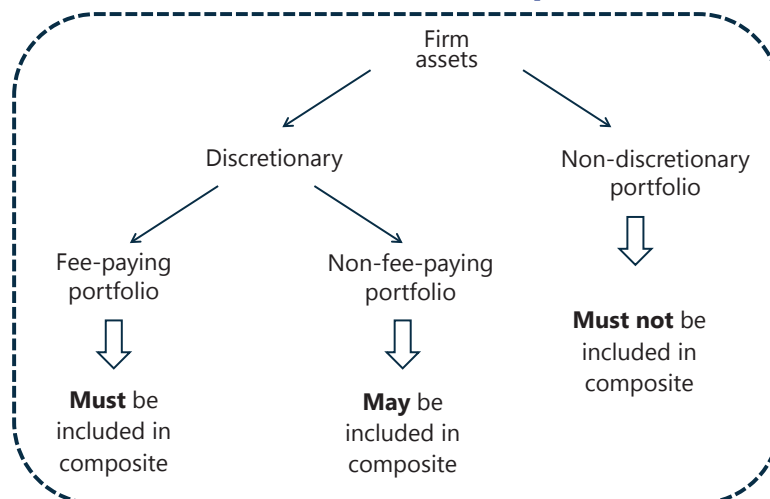 Firm
assets
Discretionary
Non-discretionary
portfolio
Fee-paying
portfolio
Non-fee-paying
portfolio
Must not be
included in
composite
Must be
included in
composite
May be
included in
composite